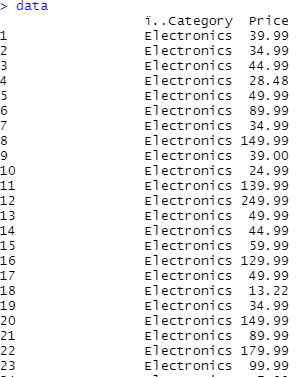 > data
ï..Category Price
1 Electronics 39.99
2 Electronics 34.99
3 Electronics 44.99
4 Electronics 28.48
5 Electronics 49.99
6 Electronics 89.99
7 Electronics 34.99
8 Electronics 149.99
9 Electronics 39.00
10 Electronics 24.99
11 Electronics 139.99
12 Electronics 249.99
13 Electronics 49.99
14 Electronics 44.99
15 Electronics 59.99
16 Electronics 129.99
17 Electronics 49.99
18 Electronics 13.22
19 Electronics 34.99
20 Electronics 149.99
21 Electronics 89.99
22 Electronics 179.99
23 Electronics 99.99